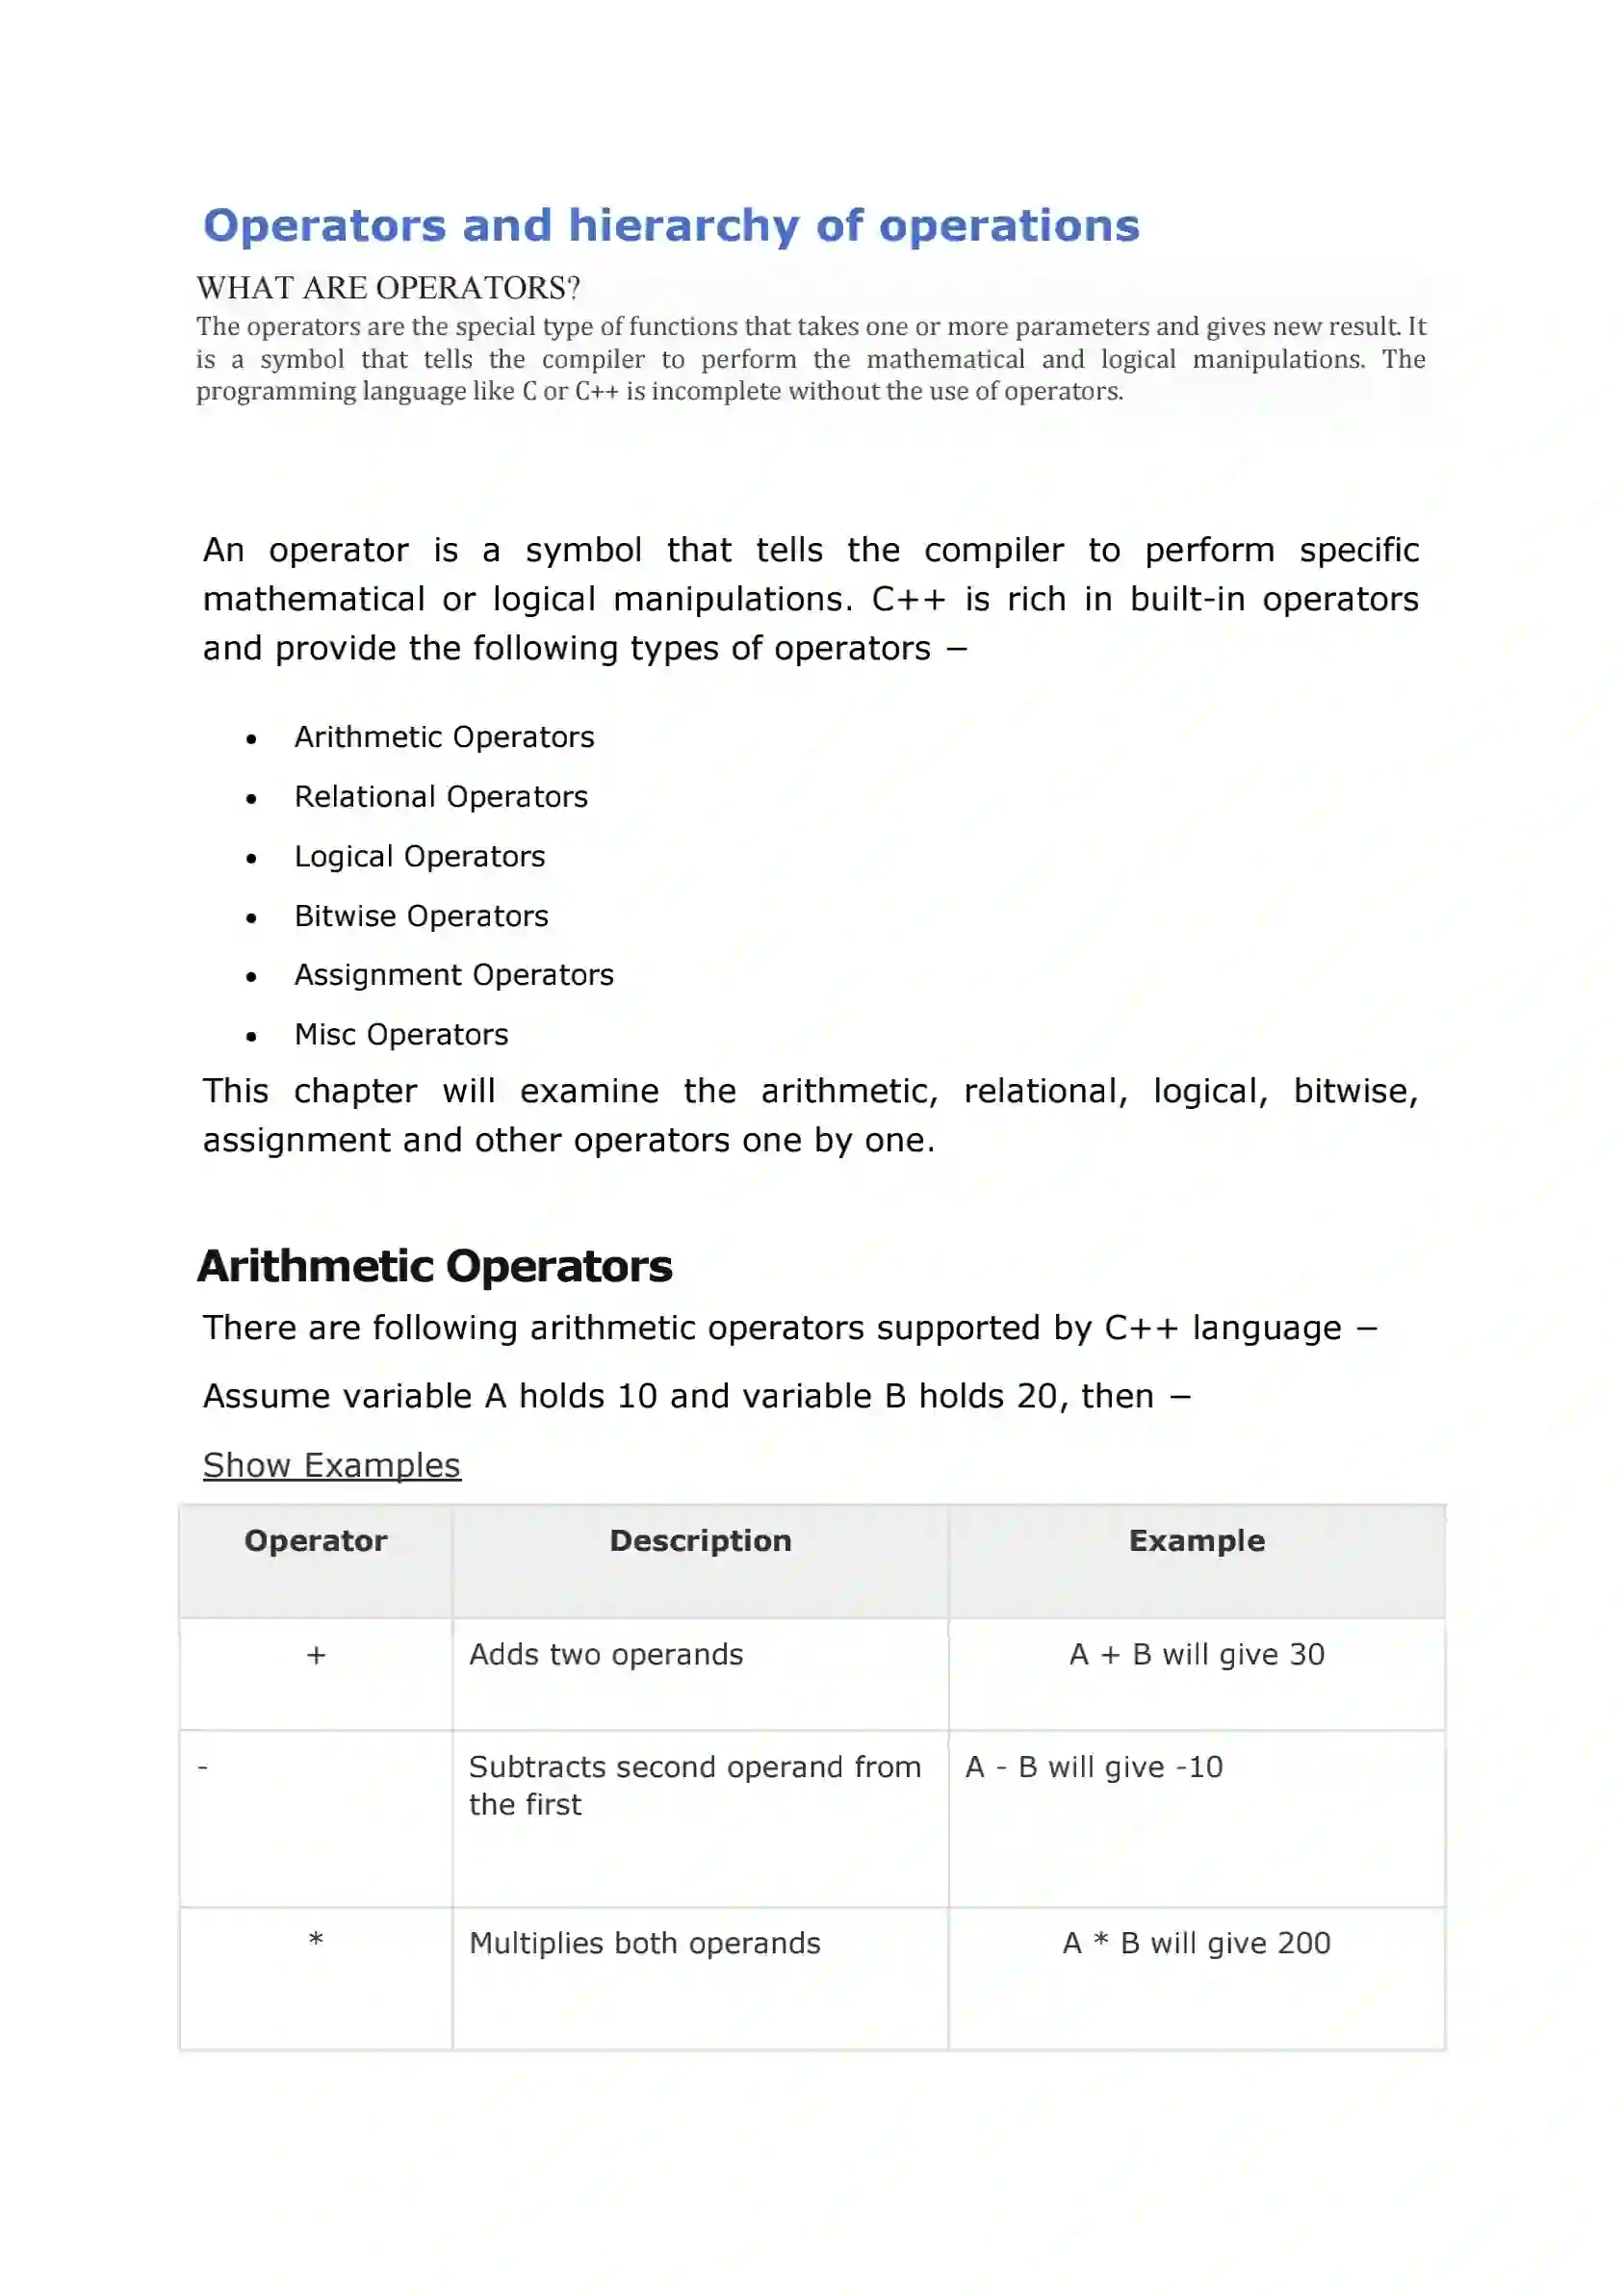 Operators and hierarchy of operations
WHAT ARE OPERATORS?
The operators are the special type of functions that takes one or more parameters and gives new result. It
is a symbol that tells the compiler to perform the mathematical and logical manipulations. The
programming language like C or C++ is incomplete without the use of operators.
An operator is a symbol that tells the compiler to perform specific
mathematical or logical manipulations. C++ is rich in built-in operators
and provide the following types of operators −
• Arithmetic Operators
• Relational Operators
• Logical Operators
• Bitwise Operators
• Assignment Operators
• Misc Operators
This chapter will examine the arithmetic, relational, logical, bitwise,
assignment and other operators one by one.
Arithmetic Operators
There are following arithmetic operators supported by C++ language −
Assume variable A holds 10 and variable B holds 20, then −
Show Examples
Operator Description Example
+ Adds two operands A + B will give 30
- Subtracts second operand from A - B will give -10
the first
* Multiplies both operands A * B will give 200